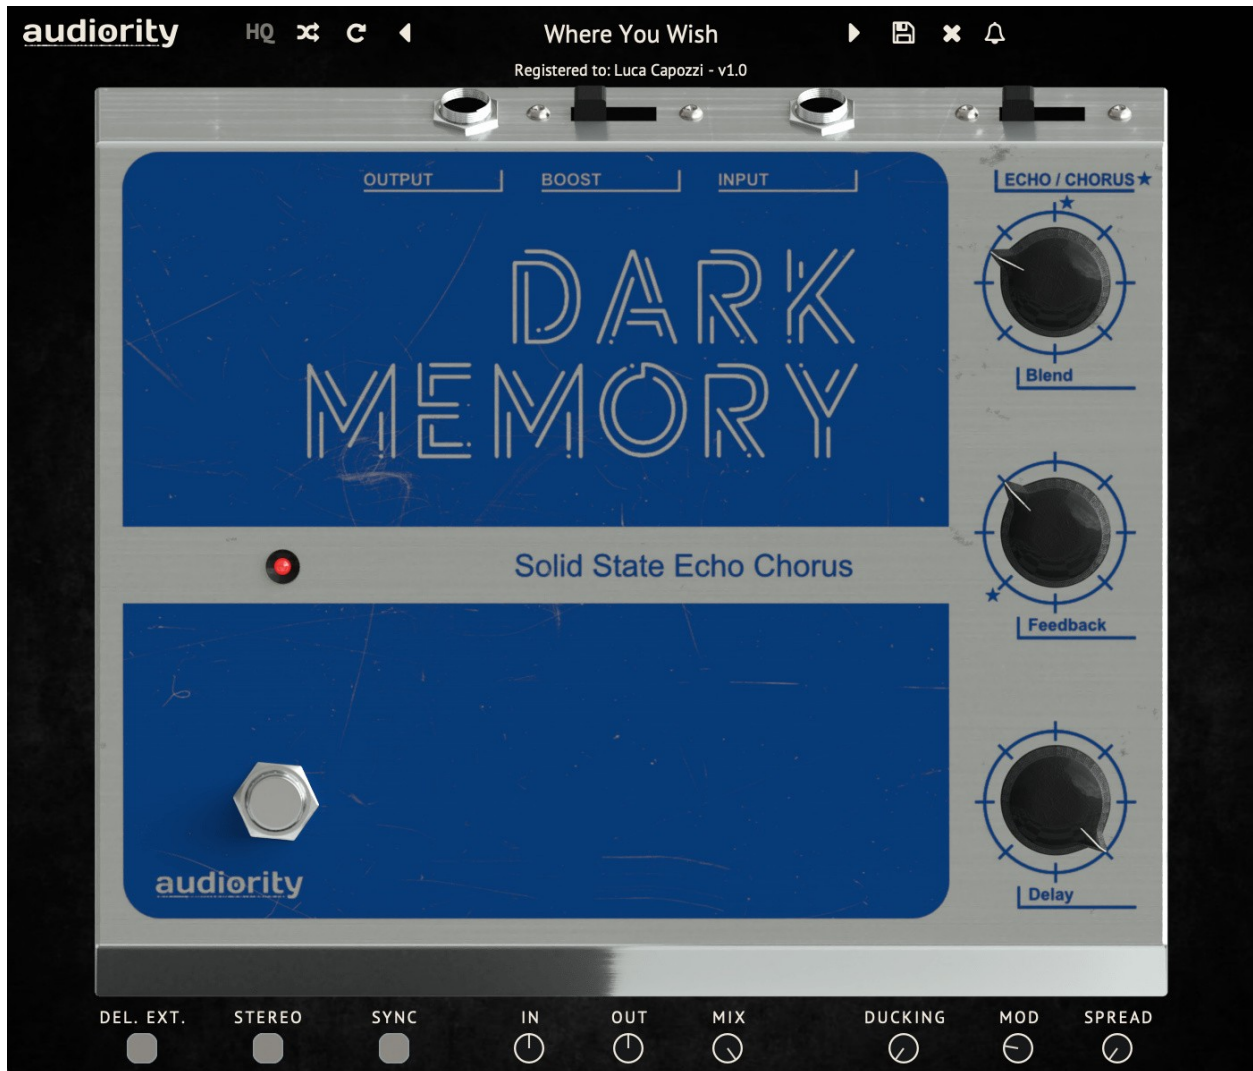 audiority
HQ
Where You Wish
Registered to: Luca Capozzi - v1.0
OUTPUT
BOOST
INPUT
ECHO / CHORUS★
DARK
MEMORY
Blend
Solid State Echo Chorus
Feedback
audiority
Delay
DEL. EXT.
STEREO
SYNC
IN
OUT
MIX
DUCKING
MOD
SPREAD